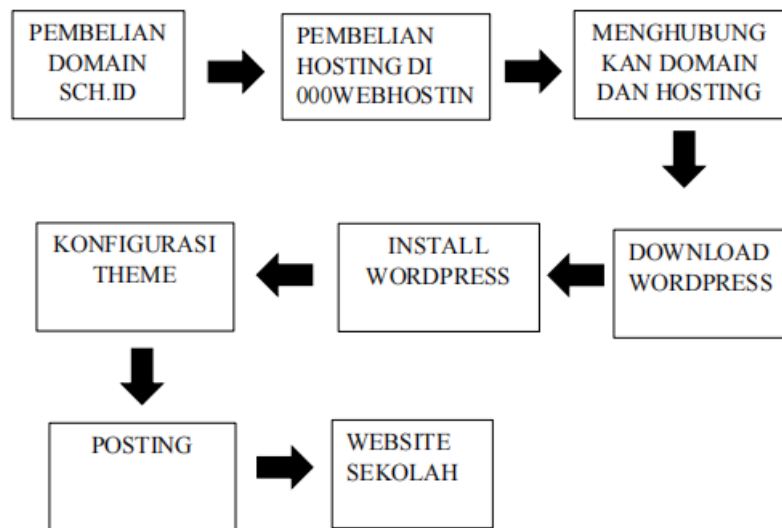 PEMBELIAN
DOMAIN
SCH.ID
PEMBELIAN
HOSTING DI
000WEBHOSTIN
MENGHUBUNG
KAN DOMAIN
DAN HOSTING
DOWNLOAD
WORDPRESS
INSTALL
WORDPRESS
KONFIGURASI
THEME
POSTING
WEBSITE
SEKOLAH